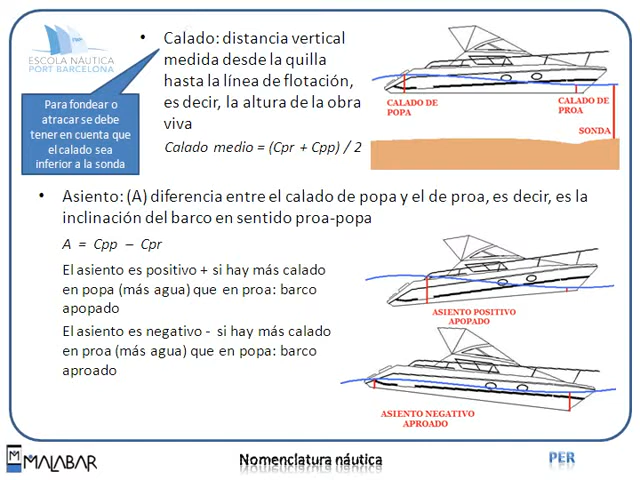 ESCOLA NÀUTICA
PORT BARCELONA
Para fondear o
atracar se debe
tener en cuenta que
el calado sea
inferior a la sonda
• Calado: distancia vertical
medida desde la quilla
hasta la línea de flotación,
es decir, la altura de la obra
viva
Calado medio = (Cpr + Cpp) / 2
CALADO DE
POPA
CALADO DE
PROA
SONDA
• Asiento: (A) diferencia entre el calado de popa y el de proa, es decir, es la
inclinación del barco en sentido proa-popa
A = Cpp – Cpr
El asiento es positivo + si hay más calado
en popa (más agua) que en proa: barco
apopado
El asiento es negativo - si hay más calado
en proa (más agua) que en popa: barco
aproado
ASIENTO POSITIVO
APOPADO
ASIENTO NEGATIVO
APROADO
MALABAR
Nomenclatura náutica
PER